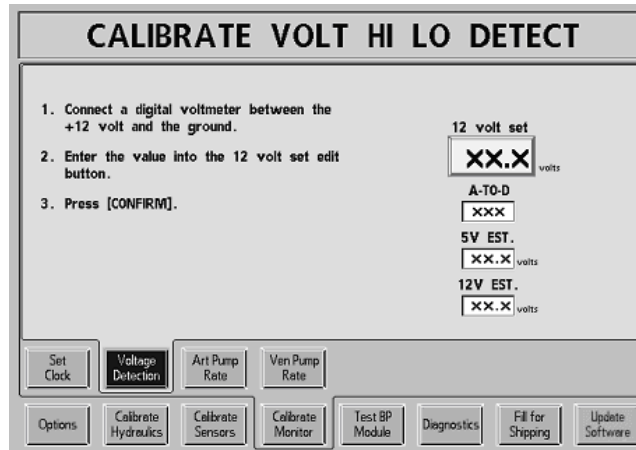 CALIBRATE VOLT HI LO DETECT
1. Connect a digital voltmeter between the
+12 volt and the ground.
2. Enter the value into the 12 volt set edit
button.
3. Press [CONFIRM].
12 volt set
XX.X volts
A-TO-D
XXX
5V EST.
XX.X volts
12V EST.
XX.X volts
Set
Clock
Voltage
Detection
Art Pump
Rate
Ven Pump
Rate
Options
Calibrate
Hydraulics
Calibrate
Sensors
Calibrate
Monitor
Test BP
Module
Diagnostics
Fill for
Shipping
Update
Software